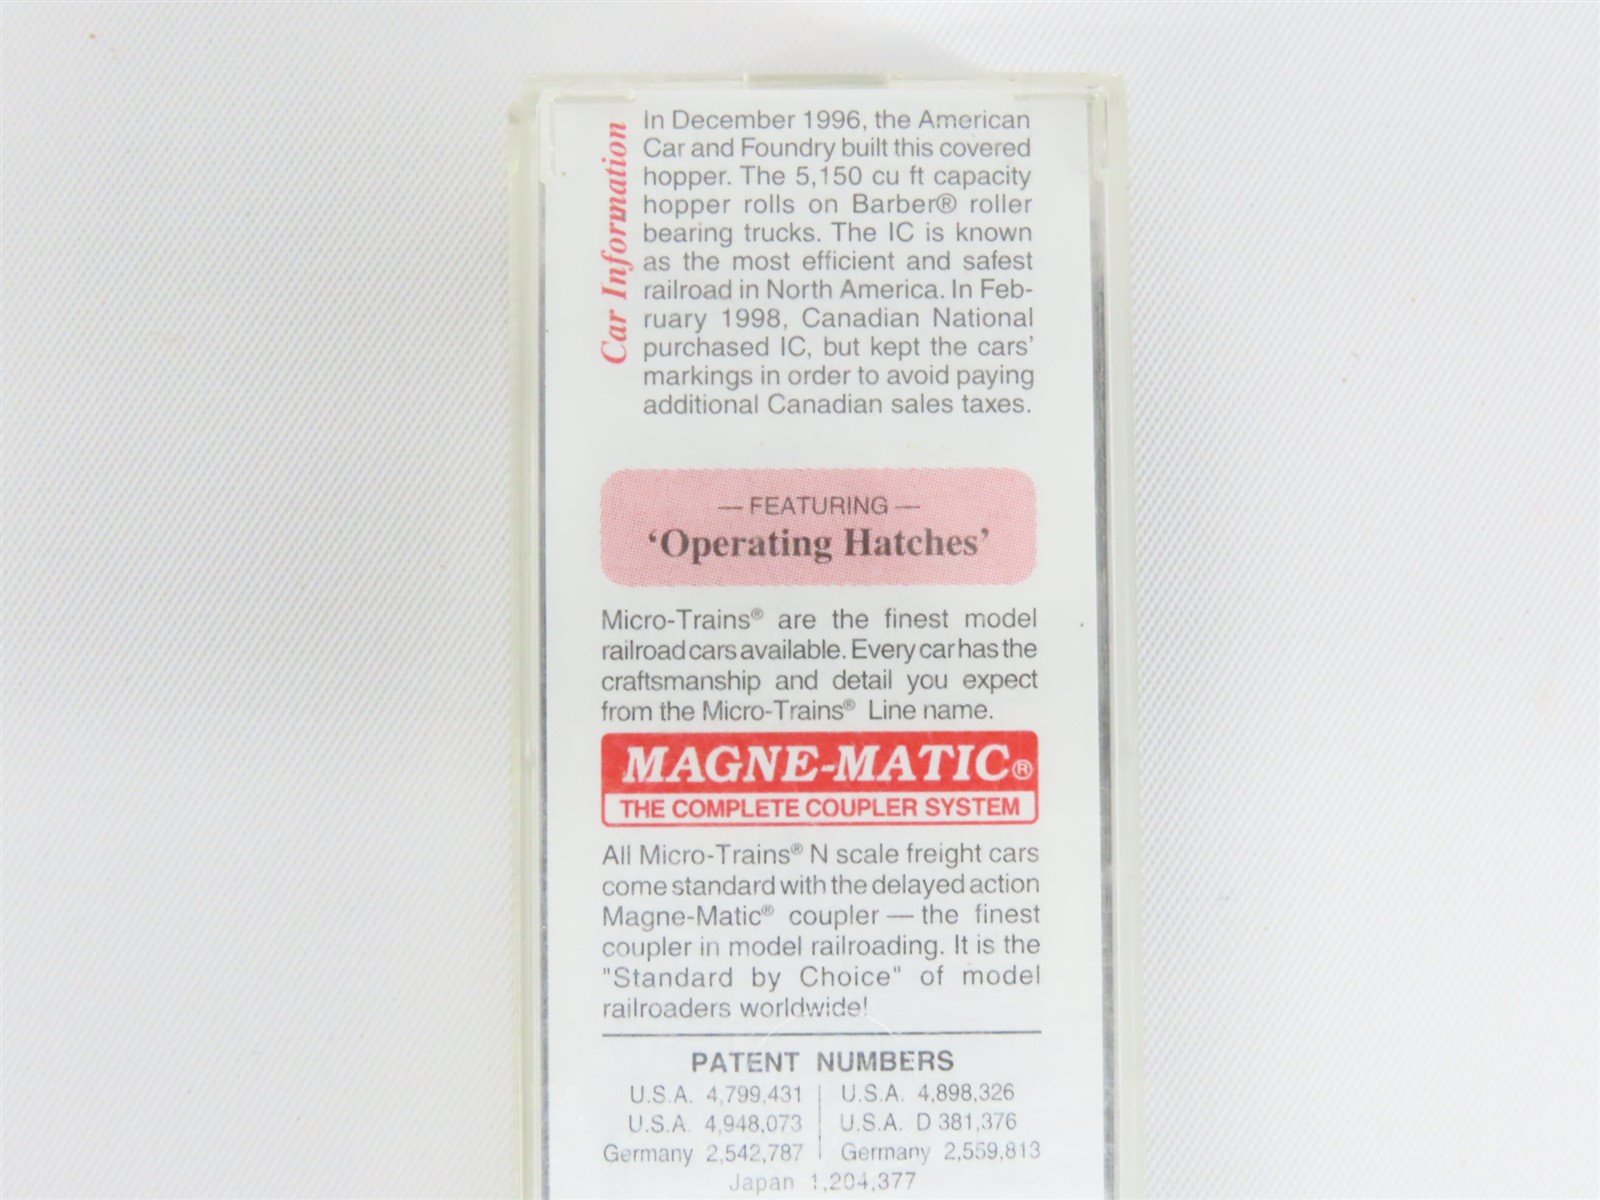 Car Information
In December 1996, the American
Car and Foundry built this covered
hopper. The 5,150 cu ft capacity
hopper rolls on Barber® roller
bearing trucks. The IC is known
as the most efficient and safest
railroad in North America. In Feb-
ruary 1998, Canadian National
purchased IC, but kept the cars'
markings in order to avoid paying
additional Canadian sales taxes.
— FEATURING —
‘Operating Hatches’
Micro-Trains® are the finest model
railroad cars available. Every car has the
craftsmanship and detail you expect
from the Micro-Trains® Line name.
MAGNE-MATIC®
THE COMPLETE COUPLER SYSTEM
All Micro-Trains® N scale freight cars
come standard with the delayed action
Magne-Matic® coupler — the finest
coupler in model railroading. It is the
"Standard by Choice" of model
railroaders worldwide!
PATENT NUMBERS
U.S.A. 4,799,431 | U.S.A. 4,898,326
U.S.A. 4,948,073 | U.S.A. D 381,376
Germany 2,542,787 | Germany 2,559,813
Japan 1,204,377